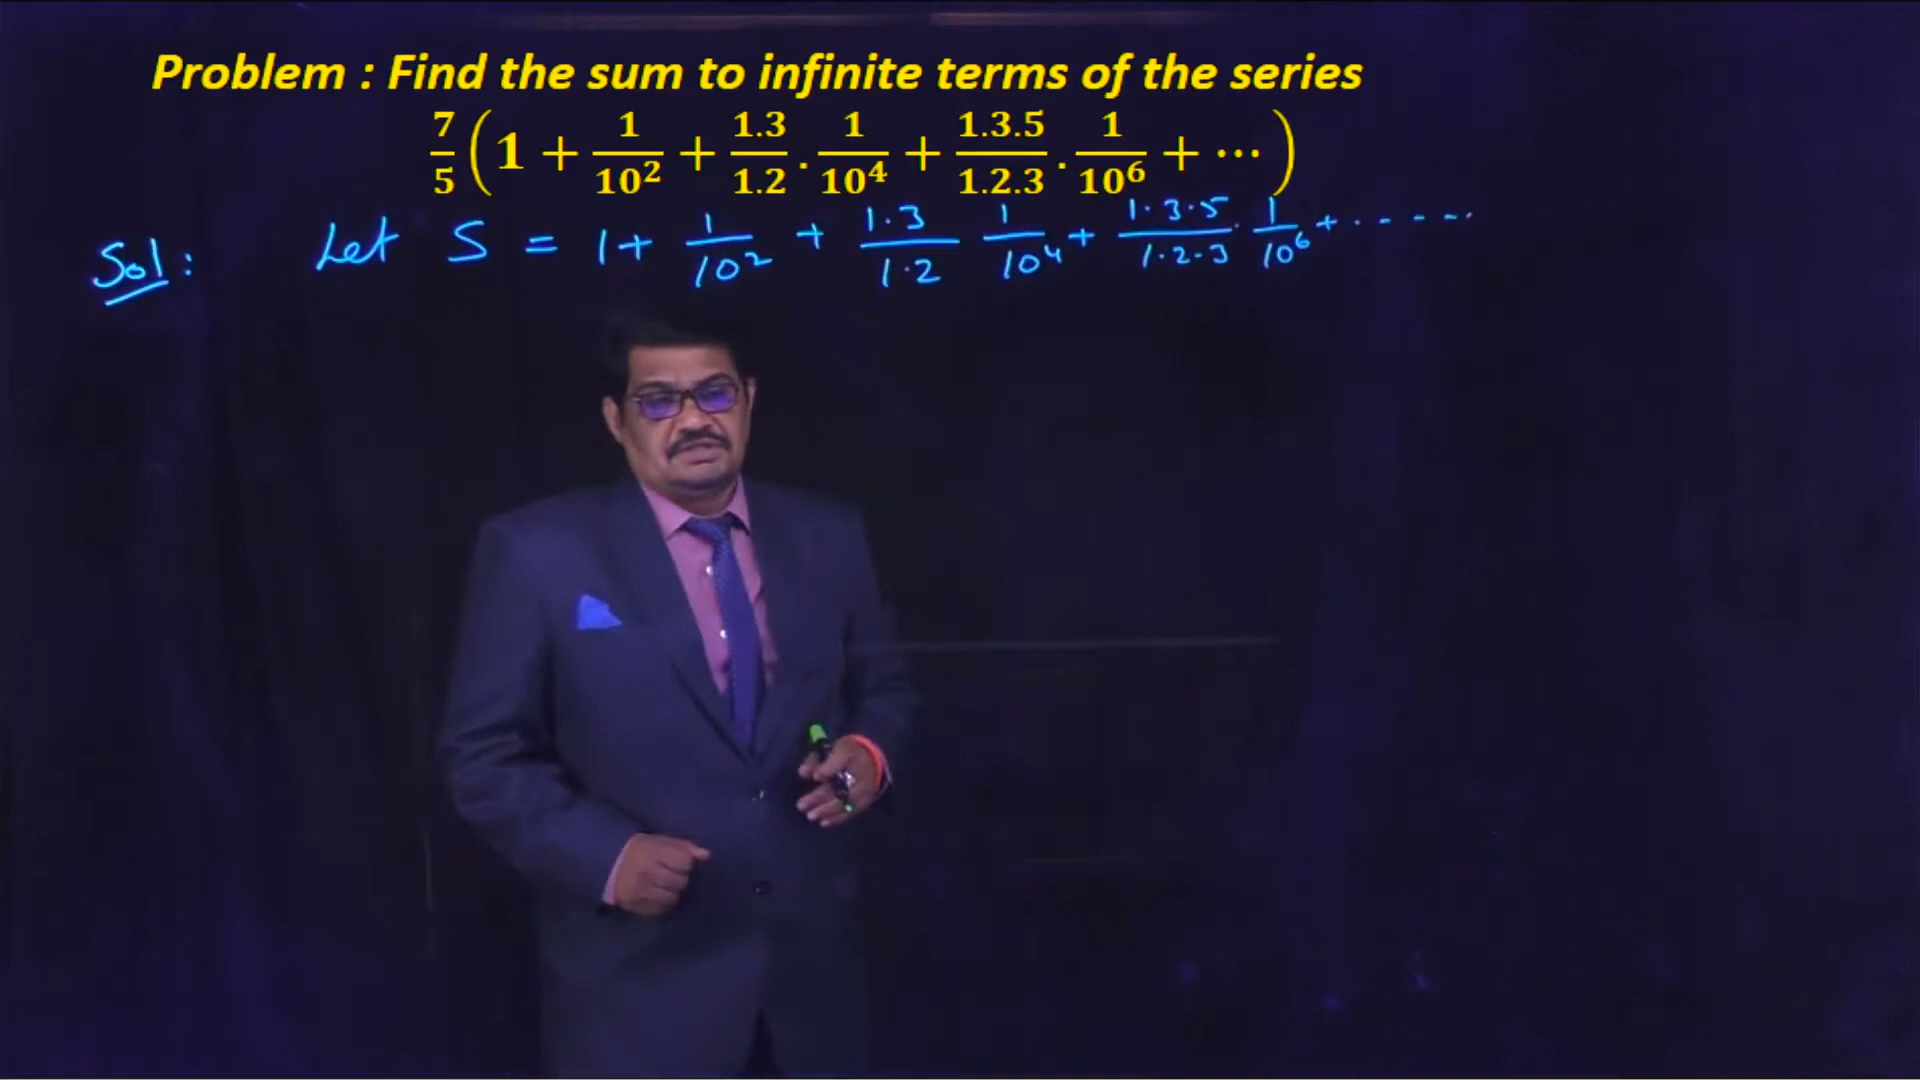 Problem : Find the sum to infinite terms of the series
7/5 (1 + 1/10² + 1.3/1.2 . 1/10⁴ + 1.3.5/1.2.3 . 1/10⁶ + ⋯)
Sol : Let S = 1 + 1/10² + 1·3/1·2 1/10⁴ + 1·3·5/1·2·3 · 1/10⁶ + ······